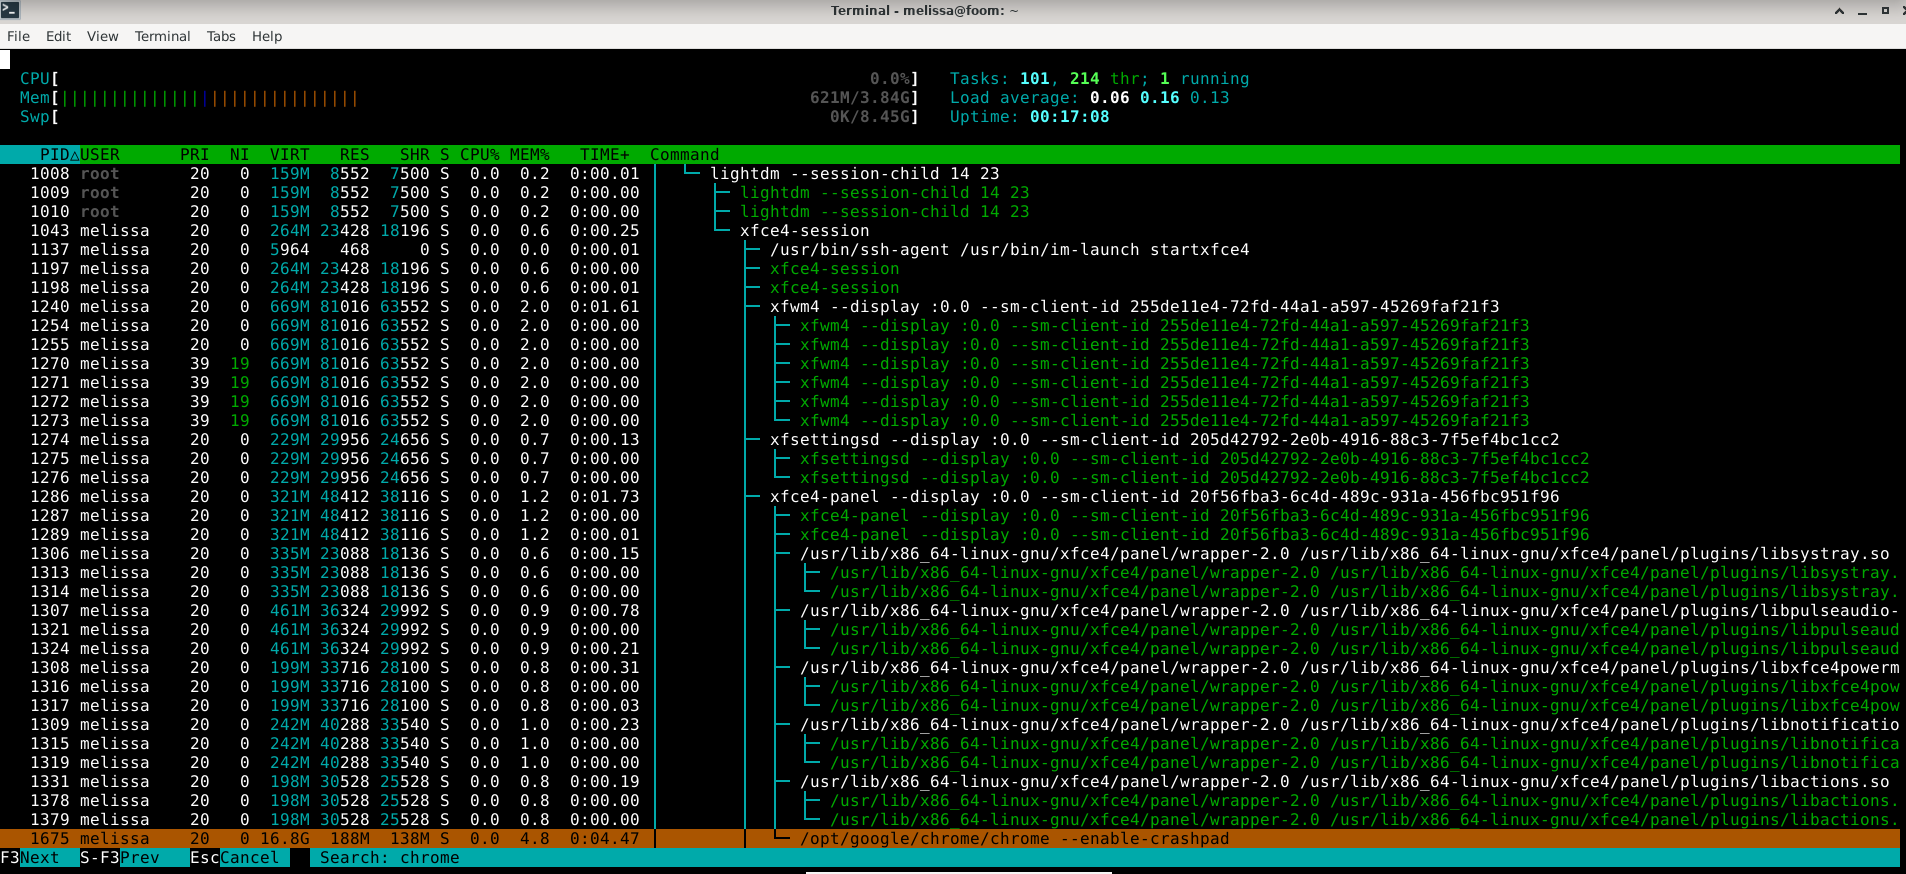 Terminal - melissa@foom: ~
File Edit View Terminal Tabs Help
CPU[ 0.0%] Tasks: 101, 214 thr; 1 running
Mem[|||||||||||||||||||||||||||||| 621M/3.84G] Load average: 0.06 0.16 0.13
Swp[ 0K/8.45G] Uptime: 00:17:08
PID△USER PRI NI VIRT RES SHR S CPU% MEM% TIME+ Command
1008 root 20 0 159M 8552 7500 S 0.0 0.2 0:00.01 │ └─ lightdm --session-child 14 23
1009 root 20 0 159M 8552 7500 S 0.0 0.2 0:00.00 │ ├─ lightdm --session-child 14 23
1010 root 20 0 159M 8552 7500 S 0.0 0.2 0:00.00 │ ├─ lightdm --session-child 14 23
1043 melissa 20 0 264M 23428 18196 S 0.0 0.6 0:00.25 │ └─ xfce4-session
1137 melissa 20 0 5964 468 0 S 0.0 0.0 0:00.01 │ ├─ /usr/bin/ssh-agent /usr/bin/im-launch startxfce4
1197 melissa 20 0 264M 23428 18196 S 0.0 0.6 0:00.01 │ ├─ xfce4-session
1198 melissa 20 0 264M 23428 18196 S 0.0 0.6 0:00.01 │ ├─ xfce4-session
1240 melissa 20 0 669M 81016 63552 S 0.0 2.0 0:01.61 │ ├─ xfwm4 --display :0.0 --sm-client-id 255de11e4-72fd-44a1-a597-45269faf21f3
1254 melissa 20 0 669M 81016 63552 S 0.0 2.0 0:00.00 │ │ ├─ xfwm4 --display :0.0 --sm-client-id 255de11e4-72fd-44a1-a597-45269faf21f3
1255 melissa 20 0 669M 81016 63552 S 0.0 2.0 0:00.00 │ │ ├─ xfwm4 --display :0.0 --sm-client-id 255de11e4-72fd-44a1-a597-45269faf21f3
1270 melissa 39 19 669M 81016 63552 S 0.0 2.0 0:00.00 │ │ ├─ xfwm4 --display :0.0 --sm-client-id 255de11e4-72fd-44a1-a597-45269faf21f3
1271 melissa 39 19 669M 81016 63552 S 0.0 2.0 0:00.00 │ │ ├─ xfwm4 --display :0.0 --sm-client-id 255de11e4-72fd-44a1-a597-45269faf21f3
1272 melissa 39 19 669M 81016 63552 S 0.0 2.0 0:00.00 │ │ ├─ xfwm4 --display :0.0 --sm-client-id 255de11e4-72fd-44a1-a597-45269faf21f3
1273 melissa 39 19 669M 81016 63552 S 0.0 2.0 0:00.00 │ │ └─ xfwm4 --display :0.0 --sm-client-id 255de11e4-72fd-44a1-a597-45269faf21f3
1274 melissa 20 0 229M 29956 24656 S 0.0 0.7 0:00.13 │ ├─ xfsettingsd --display :0.0 --sm-client-id 205d42792-2e0b-4916-88c3-7f5ef4bc1cc2
1275 melissa 20 0 229M 29956 24656 S 0.0 0.7 0:00.00 │ │ ├─ xfsettingsd --display :0.0 --sm-client-id 205d42792-2e0b-4916-88c3-7f5ef4bc1cc2
1276 melissa 20 0 229M 29956 24656 S 0.0 0.7 0:00.00 │ │ └─ xfsettingsd --display :0.0 --sm-client-id 205d42792-2e0b-4916-88c3-7f5ef4bc1cc2
1286 melissa 20 0 321M 48412 38116 S 0.0 1.2 0:01.73 │ ├─ xfce4-panel --display :0.0 --sm-client-id 20f56fba3-6c4d-489c-931a-456fbc951f96
1287 melissa 20 0 321M 48412 38116 S 0.0 1.2 0:00.00 │ │ ├─ xfce4-panel --display :0.0 --sm-client-id 20f56fba3-6c4d-489c-931a-456fbc951f96
1289 melissa 20 0 321M 48412 38116 S 0.0 1.2 0:00.01 │ │ ├─ xfce4-panel --display :0.0 --sm-client-id 20f56fba3-6c4d-489c-931a-456fbc951f96
1306 melissa 20 0 335M 23088 18136 S 0.0 0.6 0:00.15 │ │ ├─ /usr/lib/x86_64-linux-gnu/xfce4/panel/wrapper-2.0 /usr/lib/x86_64-linux-gnu/xfce4/panel/plugins/libsystray.so
1313 melissa 20 0 335M 23088 18136 S 0.0 0.6 0:00.00 │ │ │ ├─ /usr/lib/x86_64-linux-gnu/xfce4/panel/wrapper-2.0 /usr/lib/x86_64-linux-gnu/xfce4/panel/plugins/libsystray.
1314 melissa 20 0 335M 23088 18136 S 0.0 0.6 0:00.00 │ │ │ └─ /usr/lib/x86_64-linux-gnu/xfce4/panel/wrapper-2.0 /usr/lib/x86_64-linux-gnu/xfce4/panel/plugins/libsystray.
1307 melissa 20 0 461M 36324 29992 S 0.0 0.9 0:00.78 │ │ ├─ /usr/lib/x86_64-linux-gnu/xfce4/panel/wrapper-2.0 /usr/lib/x86_64-linux-gnu/xfce4/panel/plugins/libpulseaudio-
1321 melissa 20 0 461M 36324 29992 S 0.0 0.9 0:00.00 │ │ │ ├─ /usr/lib/x86_64-linux-gnu/xfce4/panel/wrapper-2.0 /usr/lib/x86_64-linux-gnu/xfce4/panel/plugins/libpulseaud
1324 melissa 20 0 461M 36324 29992 S 0.0 0.9 0:00.21 │ │ │ └─ /usr/lib/x86_64-linux-gnu/xfce4/panel/wrapper-2.0 /usr/lib/x86_64-linux-gnu/xfce4/panel/plugins/libpulseaud
1308 melissa 20 0 199M 33716 28100 S 0.0 0.8 0:00.31 │ │ ├─ /usr/lib/x86_64-linux-gnu/xfce4/panel/wrapper-2.0 /usr/lib/x86_64-linux-gnu/xfce4/panel/plugins/libxfce4powerm
1316 melissa 20 0 199M 33716 28100 S 0.0 0.8 0:00.00 │ │ │ ├─ /usr/lib/x86_64-linux-gnu/xfce4/panel/wrapper-2.0 /usr/lib/x86_64-linux-gnu/xfce4/panel/plugins/libxfce4pow
1317 melissa 20 0 199M 33716 28100 S 0.0 0.8 0:00.03 │ │ │ └─ /usr/lib/x86_64-linux-gnu/xfce4/panel/wrapper-2.0 /usr/lib/x86_64-linux-gnu/xfce4/panel/plugins/libxfce4pow
1309 melissa 20 0 242M 40288 33540 S 0.0 1.0 0:00.23 │ │ ├─ /usr/lib/x86_64-linux-gnu/xfce4/panel/wrapper-2.0 /usr/lib/x86_64-linux-gnu/xfce4/panel/plugins/libnotificatio
1315 melissa 20 0 242M 40288 33540 S 0.0 1.0 0:00.00 │ │ │ ├─ /usr/lib/x86_64-linux-gnu/xfce4/panel/wrapper-2.0 /usr/lib/x86_64-linux-gnu/xfce4/panel/plugins/libnotifica
1319 melissa 20 0 242M 40288 33540 S 0.0 1.0 0:00.00 │ │ │ └─ /usr/lib/x86_64-linux-gnu/xfce4/panel/wrapper-2.0 /usr/lib/x86_64-linux-gnu/xfce4/panel/plugins/libnotifica
1331 melissa 20 0 198M 30528 25528 S 0.0 0.8 0:00.19 │ │ ├─ /usr/lib/x86_64-linux-gnu/xfce4/panel/wrapper-2.0 /usr/lib/x86_64-linux-gnu/xfce4/panel/plugins/libactions.so
1378 melissa 20 0 198M 30528 25528 S 0.0 0.8 0:00.00 │ │ │ ├─ /usr/lib/x86_64-linux-gnu/xfce4/panel/wrapper-2.0 /usr/lib/x86_64-linux-gnu/xfce4/panel/plugins/libactions.
1379 melissa 20 0 198M 30528 25528 S 0.0 0.8 0:00.00 │ │ │ └─ /usr/lib/x86_64-linux-gnu/xfce4/panel/wrapper-2.0 /usr/lib/x86_64-linux-gnu/xfce4/panel/plugins/libactions.
1675 melissa 20 0 16.8G 188M 138M S 0.0 4.8 0:04.47 │ │ └─ /opt/google/chrome/chrome --enable-crashpad
F3Next S-F3Prev EscCancel Search: chrome